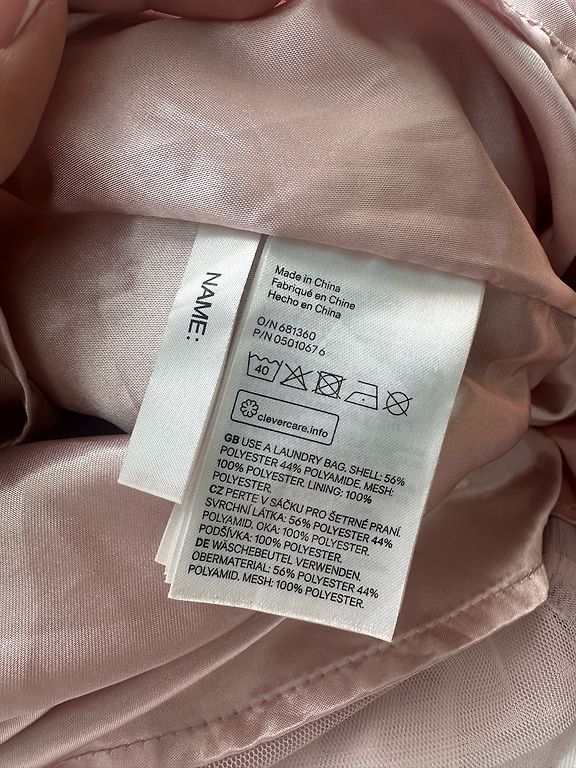 NAME:
Made in China
Fabriqué en Chine
Hecho en China
O/N 681360
P/N 0501067 6
40
clevercare.info
GB USE A LAUNDRY BAG. SHELL: 56%
POLYESTER 44% POLYAMIDE. MESH:
100% POLYESTER. LINING: 100%
POLYESTER.
CZ PERTE V SÁČKU PRO ŠETRNÉ PRANÍ.
SVRCHNÍ LÁTKA: 56% POLYESTER 44%
POLYAMID. OKA: 100% POLYESTER.
PODŠÍVKA: 100% POLYESTER.
DE WÄSCHEBEUTEL VERWENDEN.
OBERMATERIAL: 56% POLYESTER 44%
POLYAMID. MESH: 100% POLYESTER.